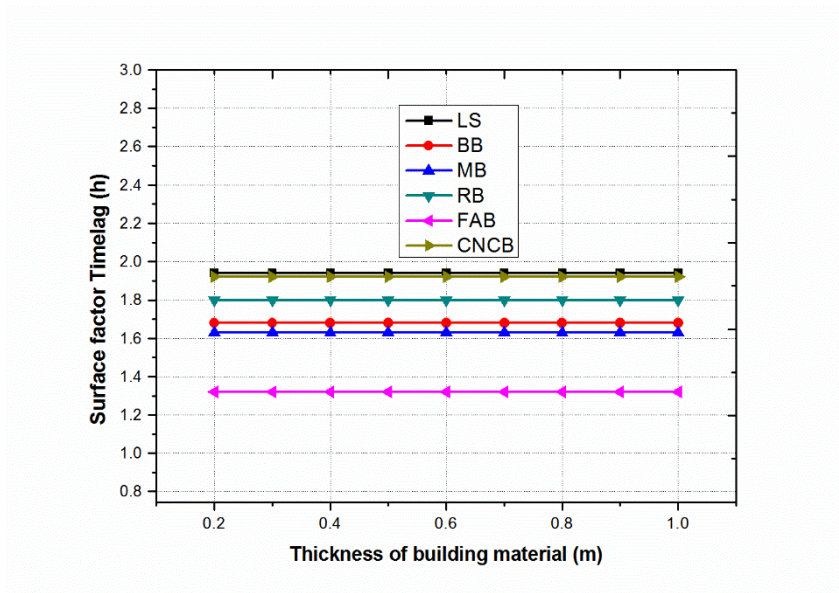 3.0
2.8
2.6
2.4
2.2
2.0
1.8
1.6
1.4
1.2
1.0
0.8
Surface factor Timelag (h)
LS
BB
MB
RB
FAB
CNCB
0.2 0.4 0.6 0.8 1.0
Thickness of building material (m)